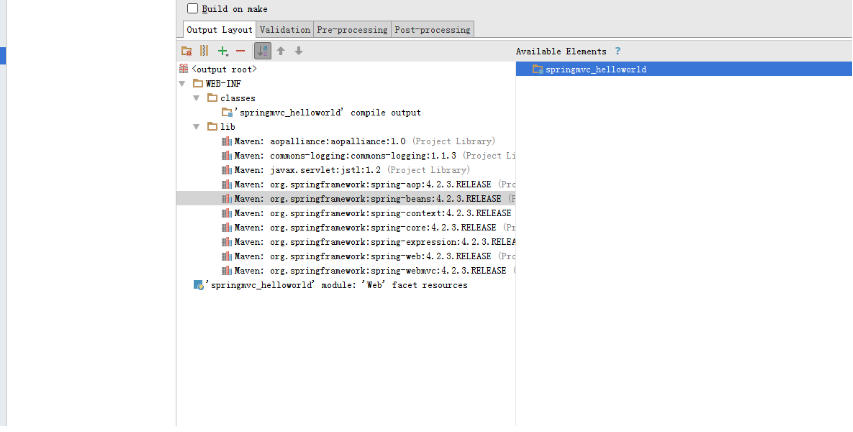 Build on make
Output Layout Validation Pre-processing Post-processing
Available Elements ?
<output root>
springmvc_helloworld
WEB-INF
classes
'springmvc_helloworld' compile output
lib
Maven: aopalliance:aopalliance:1.0 (Project Library)
Maven: commons-logging:commons-logging:1.1.3 (Project Li
Maven: javax.servlet:jstl:1.2 (Project Library)
Maven: org.springframework:spring-aop:4.2.3.RELEASE (Pro
Maven: org.springframework:spring-beans:4.2.3.RELEASE (P
Maven: org.springframework:spring-context:4.2.3.RELEASE
Maven: org.springframework:spring-core:4.2.3.RELEASE (Pr
Maven: org.springframework:spring-expression:4.2.3.RELEA
Maven: org.springframework:spring-web:4.2.3.RELEASE (Pro
Maven: org.springframework:spring-webmvc:4.2.3.RELEASE (
'springmvc_helloworld' module: 'Web' facet resources